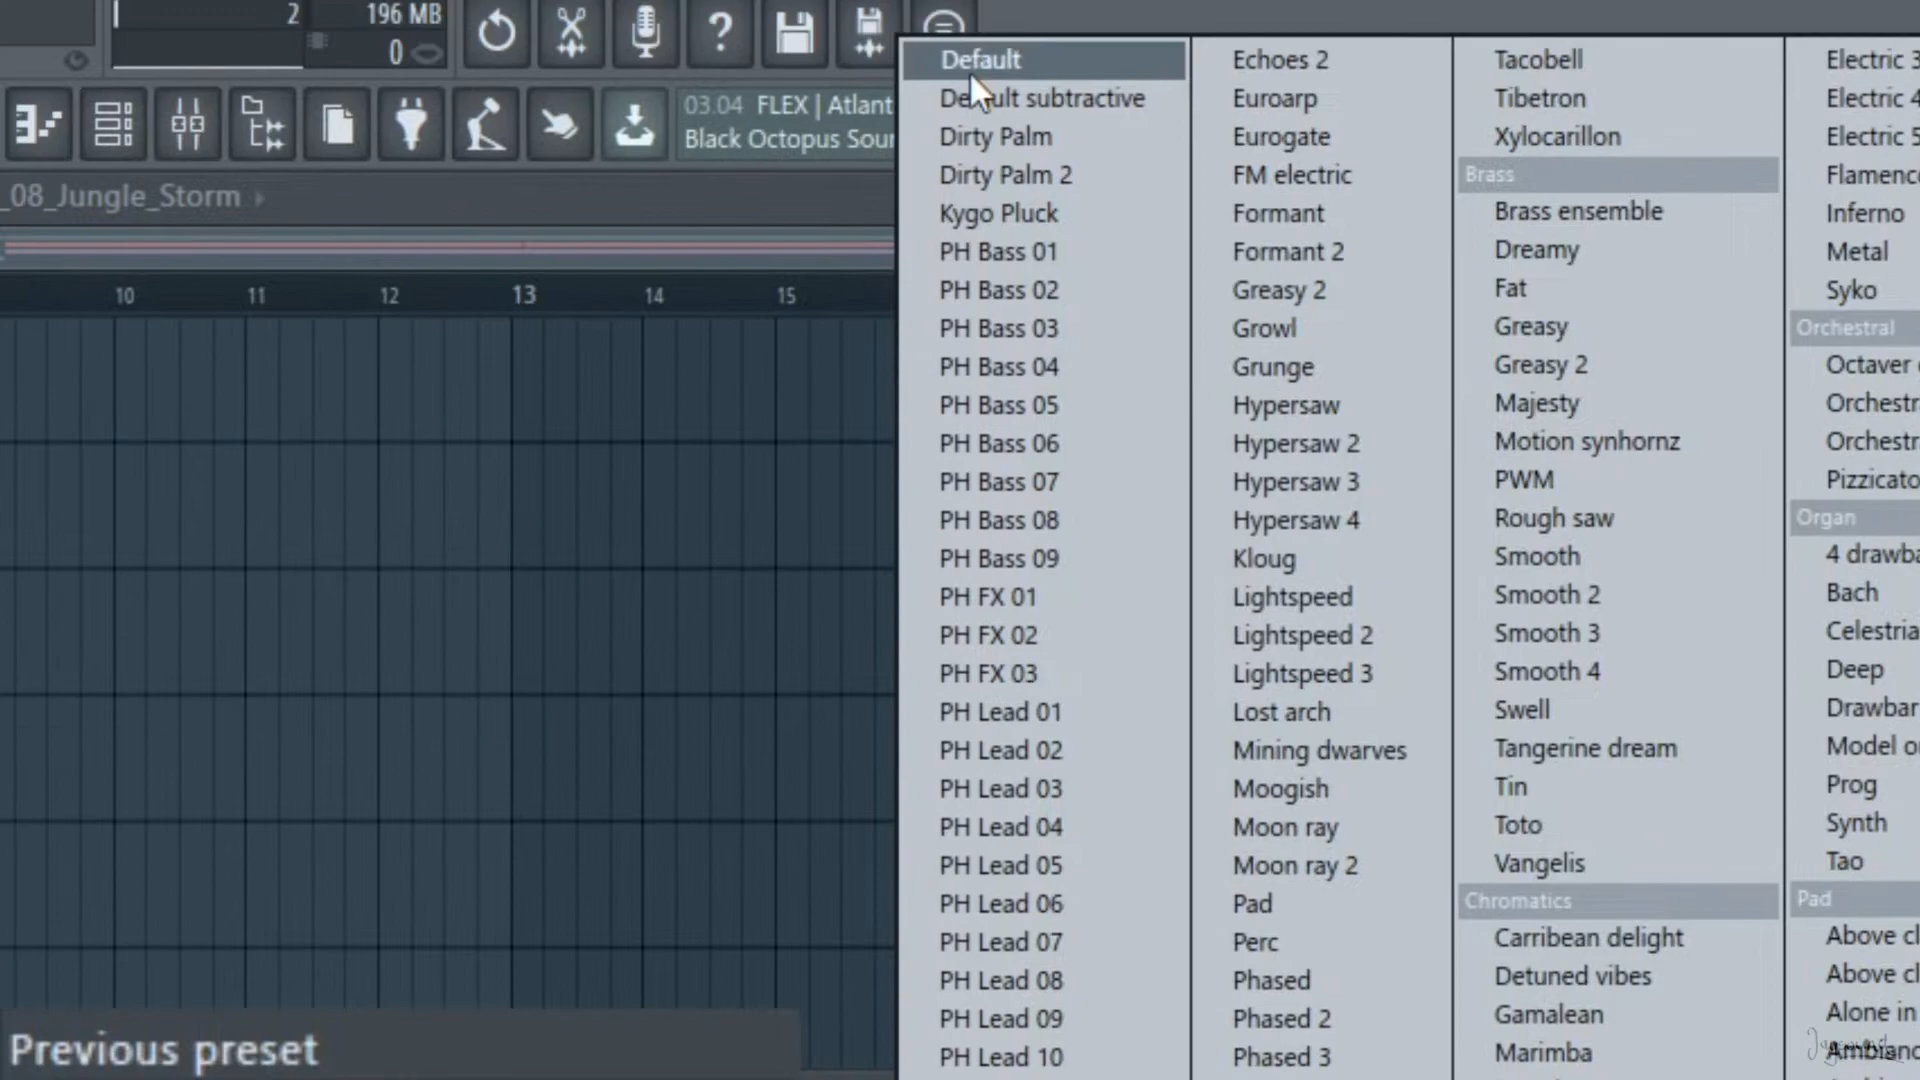 2
196 MB
0
?
03.04 FLEX | Atlant
Black Octopus Sour
_08_Jungle_Storm
10
11
12
13
14
15
Previous preset
Default
Default subtractive
Dirty Palm
Dirty Palm 2
Kygo Pluck
PH Bass 01
PH Bass 02
PH Bass 03
PH Bass 04
PH Bass 05
PH Bass 06
PH Bass 07
PH Bass 08
PH Bass 09
PH FX 01
PH FX 02
PH FX 03
PH Lead 01
PH Lead 02
PH Lead 03
PH Lead 04
PH Lead 05
PH Lead 06
PH Lead 07
PH Lead 08
PH Lead 09
PH Lead 10
Echoes 2
Euroarp
Eurogate
FM electric
Formant
Formant 2
Greasy 2
Growl
Grunge
Hypersaw
Hypersaw 2
Hypersaw 3
Hypersaw 4
Kloug
Lightspeed
Lightspeed 2
Lightspeed 3
Lost arch
Mining dwarves
Moogish
Moon ray
Moon ray 2
Pad
Perc
Phased
Phased 2
Phased 3
Tacobell
Tibetron
Xylocarillon
Brass
Brass ensemble
Dreamy
Fat
Greasy
Greasy 2
Majesty
Motion synhornz
PWM
Rough saw
Smooth
Smooth 2
Smooth 3
Smooth 4
Swell
Tangerine dream
Tin
Toto
Vangelis
Chromatics
Carribean delight
Detuned vibes
Gamalean
Marimba
Electric 3
Electric 4
Electric 5
Flamenco
Inferno
Metal
Syko
Orchestral
Octaver
Orchestr
Orchestr
Pizzicato
Organ
4 drawba
Bach
Celestria
Deep
Drawbar
Model o
Prog
Synth
Tao
Pad
Above cl
Above cl
Alone in
Ambianc